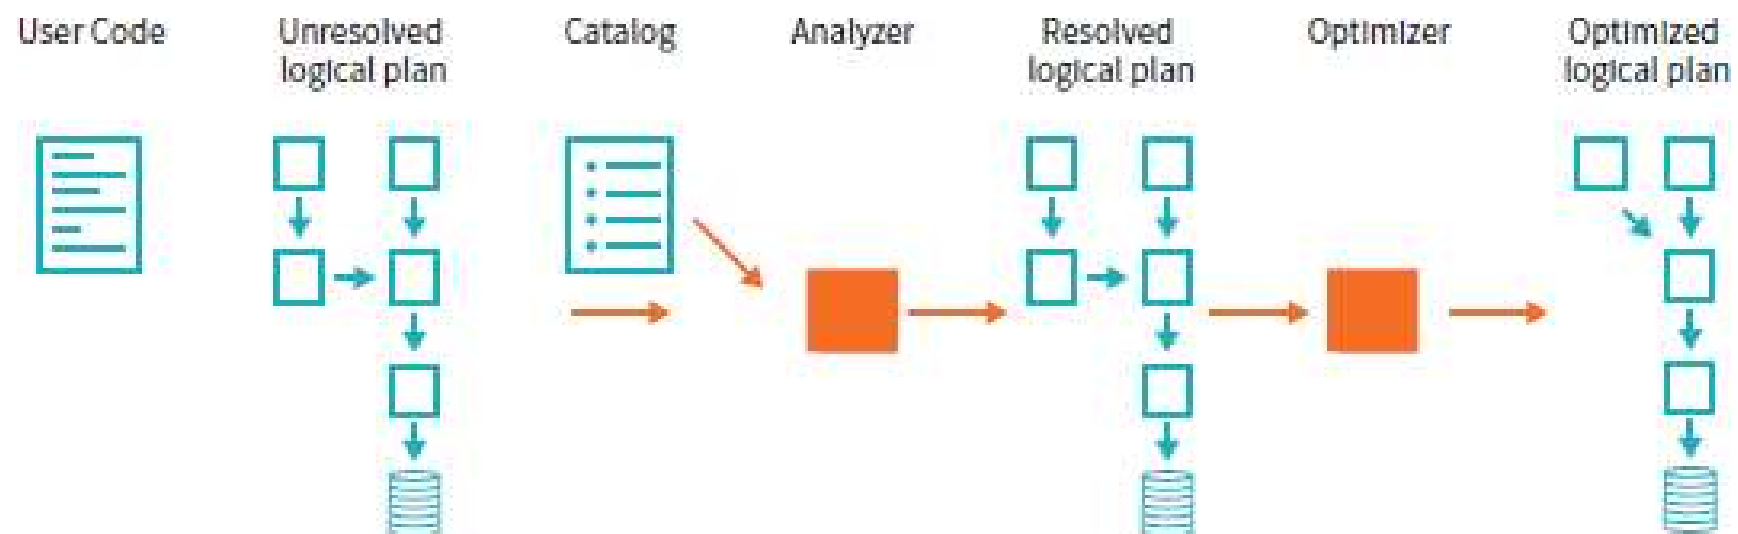 User Code
Unresolved
logical plan
Catalog
Analyzer
Resolved
logical plan
Optimizer
Optimized
logical plan